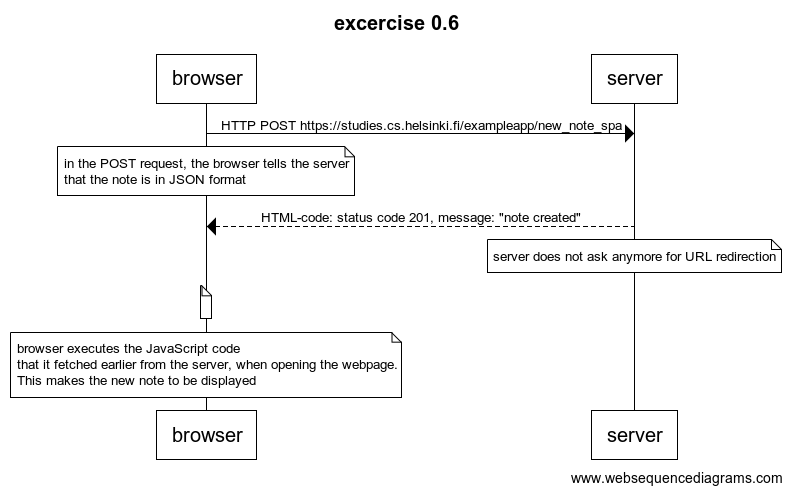 excercise 0.6
browser
server
HTTP POST https://studies.cs.helsinki.fi/exampleapp/new_note_spa
in the POST request, the browser tells the server
that the note is in JSON format
HTML-code: status code 201, message: "note created"
server does not ask anymore for URL redirection
browser executes the JavaScript code
that it fetched earlier from the server, when opening the webpage.
This makes the new note to be displayed
browser
server
www.websequencediagrams.com